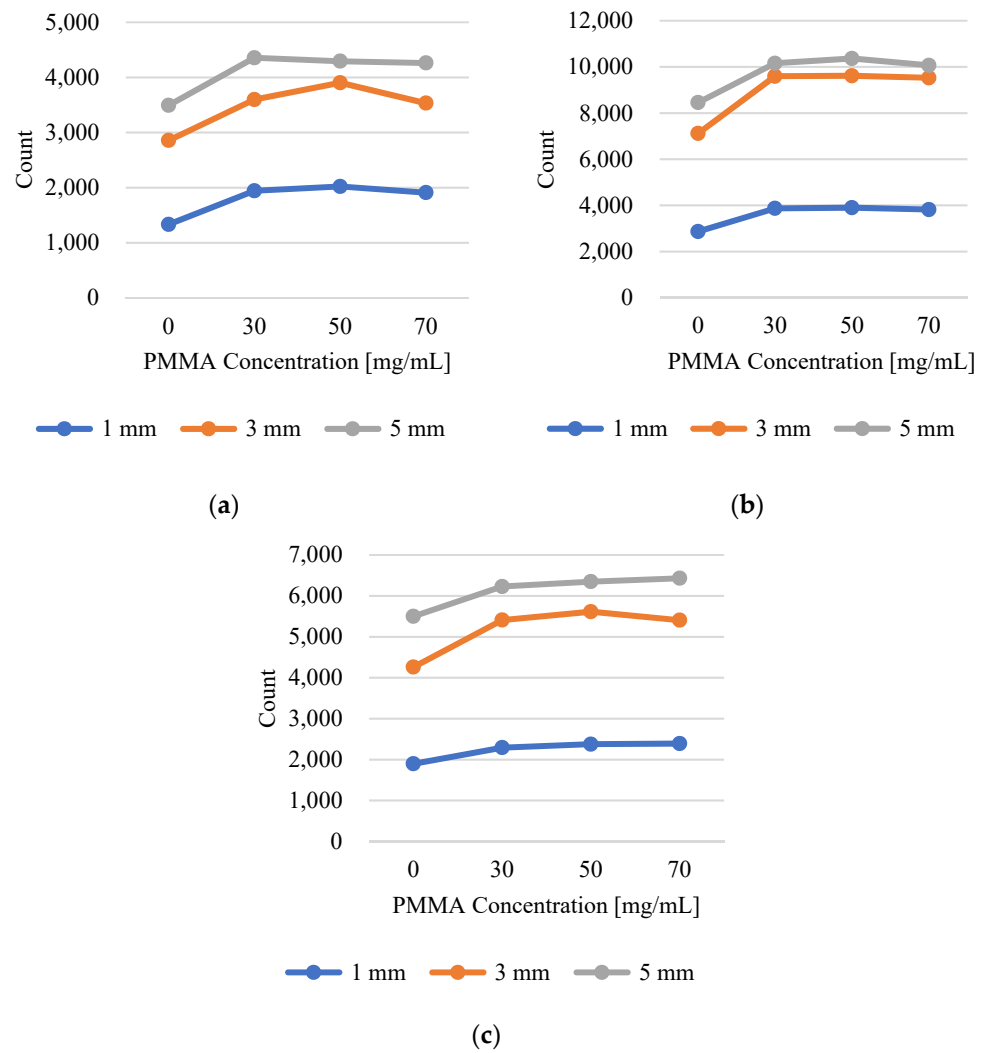 5,000
4,000
3,000
2,000
1,000
0
Count
0 30 50 70
PMMA Concentration [mg/mL]
1 mm 3 mm 5 mm
(a)
12,000
10,000
8,000
6,000
4,000
2,000
0
Count
0 30 50 70
PMMA Concentration [mg/mL]
1 mm 3 mm 5 mm
(b)
7,000
6,000
5,000
4,000
3,000
2,000
1,000
0
Count
0 30 50 70
PMMA Concentration [mg/mL]
1 mm 3 mm 5 mm
(c)